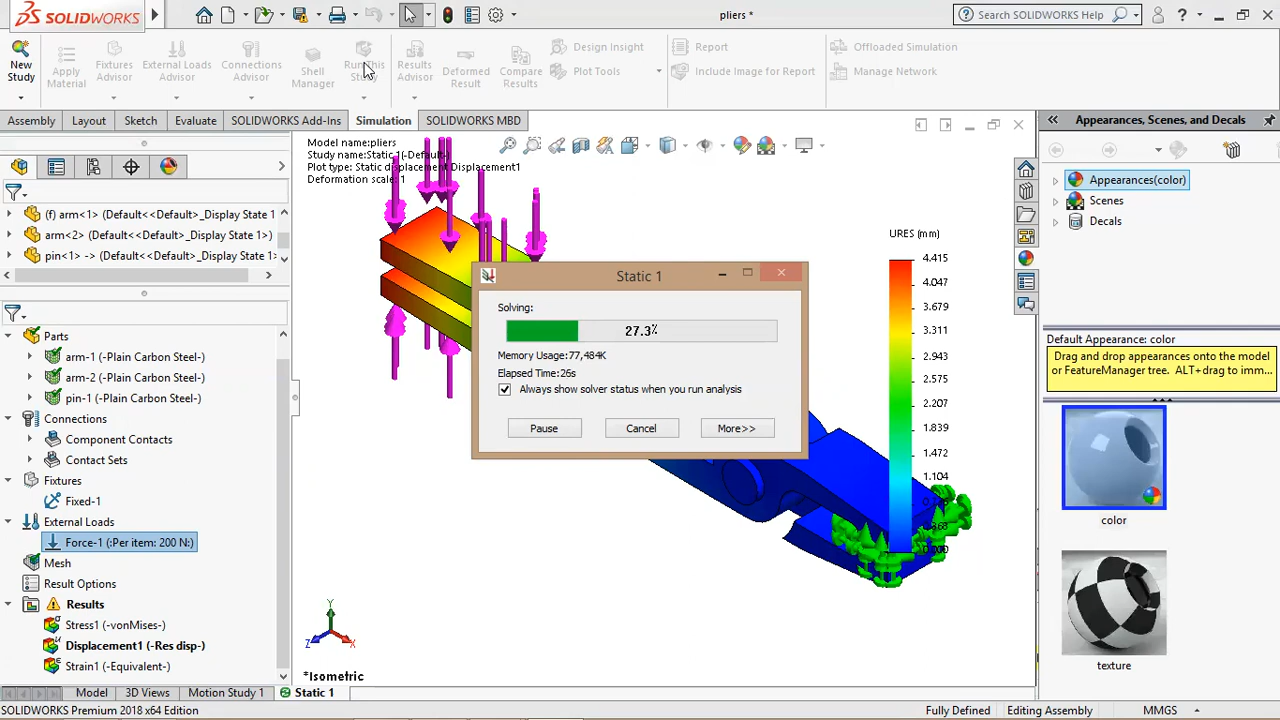 SOLIDWORKS
pliers *
Search SOLIDWORKS Help
?
New Study
Apply Material
Fixtures Advisor
External Loads Advisor
Connections Advisor
Shell Manager
Run This Study
Results Advisor
Deformed Result
Compare Results
Design Insight
Plot Tools
Report
Include Image for Report
Offloaded Simulation
Manage Network
Assembly
Layout
Sketch
Evaluate
SOLIDWORKS Add-Ins
Simulation
SOLIDWORKS MBD
(f) arm<1> (Default<<Default>_Display State 1
arm<2> (Default<<Default>_Display State 1>)
pin<1> -> (Default<<Default>_Display State 1
Parts
arm-1 (-Plain Carbon Steel-)
arm-2 (-Plain Carbon Steel-)
pin-1 (-Plain Carbon Steel-)
Connections
Component Contacts
Contact Sets
Fixtures
Fixed-1
External Loads
Force-1 (:Per item: 200 N:)
Mesh
Result Options
Results
Stress1 (-vonMises-)
Displacement1 (-Res disp-)
Strain1 (-Equivalent-)
Model name:pliers
Study name:Static 1(-Default-)
Plot type: Static displacement Displacement1
Deformation scale: 1
Static 1
Solving:
27.3%
Memory Usage:77,484K
Elapsed Time:26s
Always show solver status when you run analysis
Pause
Cancel
More>>
URES (mm)
4.415
4.047
3.679
3.311
2.943
2.575
2.207
1.839
1.472
1.104
0.368
0.000
Y
Z
X
*Isometric
Appearances, Scenes, and Decals
Appearances(color)
Scenes
Decals
Default Appearance: color
Drag and drop appearances onto the model
or FeatureManager tree. ALT+drag to imm...
color
texture
Model
3D Views
Motion Study 1
Static 1
SOLIDWORKS Premium 2018 x64 Edition
Fully Defined
Editing Assembly
MMGS